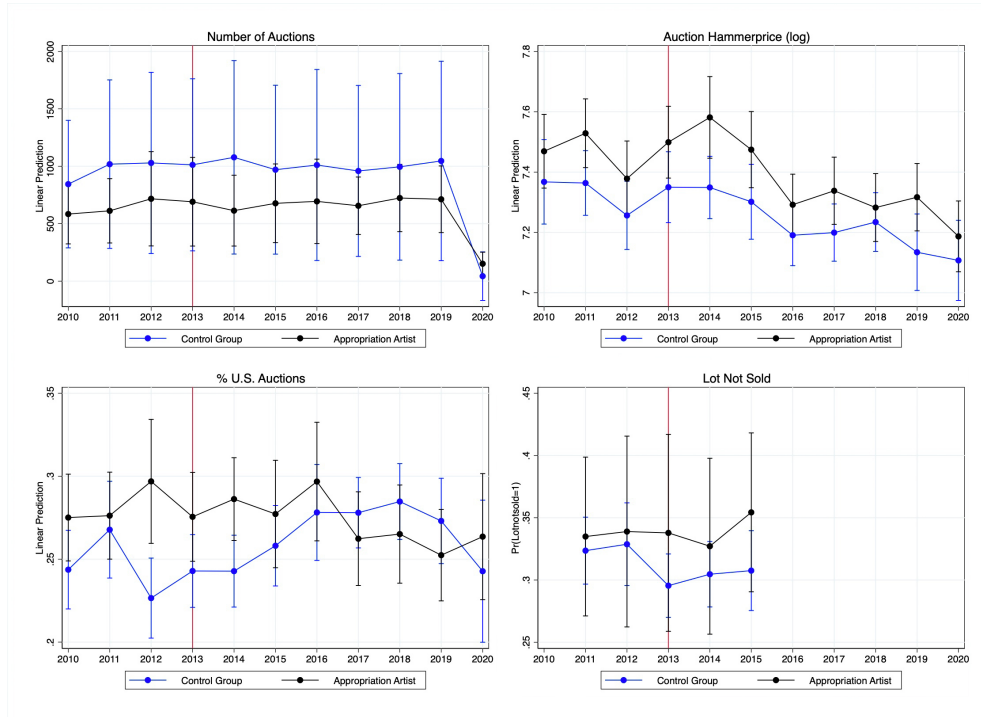 Number of Auctions
Linear Prediction
2000
1500
1000
500
0
2010 2011 2012 2013 2014 2015 2016 2017 2018 2019 2020
Control Group Appropriation Artist
Auction Hammerprice (log)
Linear Prediction
7.8
7.6
7.4
7.2
7
2010 2011 2012 2013 2014 2015 2016 2017 2018 2019 2020
Control Group Appropriation Artist
% U.S. Auctions
Linear Prediction
.35
.3
.25
.2
2010 2011 2012 2013 2014 2015 2016 2017 2018 2019 2020
Control Group Appropriation Artist
Lot Not Sold
Pr(Lotnotsold=1)
.45
.4
.35
.3
.25
2010 2011 2012 2013 2014 2015 2016 2017 2018 2019 2020
Control Group Appropriation Artist